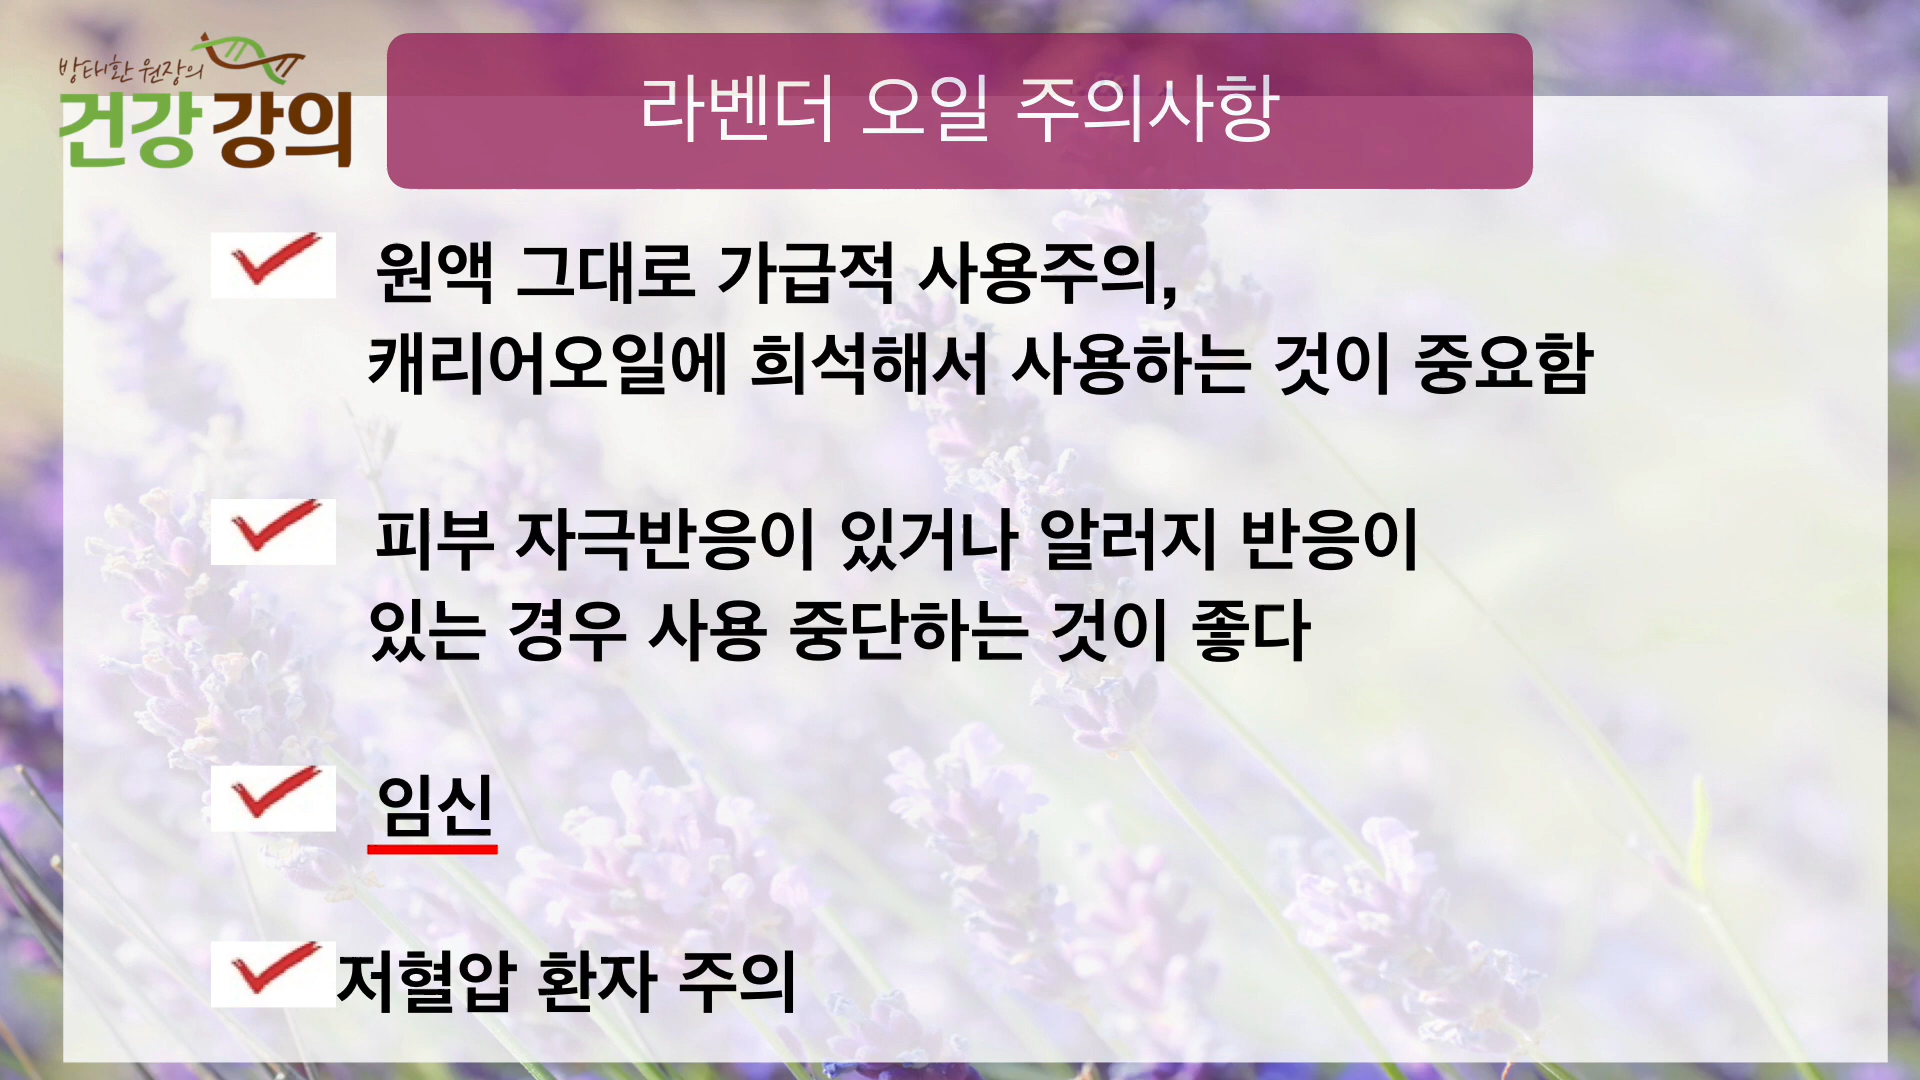 방태환 원장의
건강 강의
라벤더 오일 주의사항
원액 그대로 가급적 사용주의,
캐리어오일에 희석해서 사용하는 것이 중요함
피부 자극반응이 있거나 알러지 반응이
있는 경우 사용 중단하는 것이 좋다
임신
저혈압 환자 주의